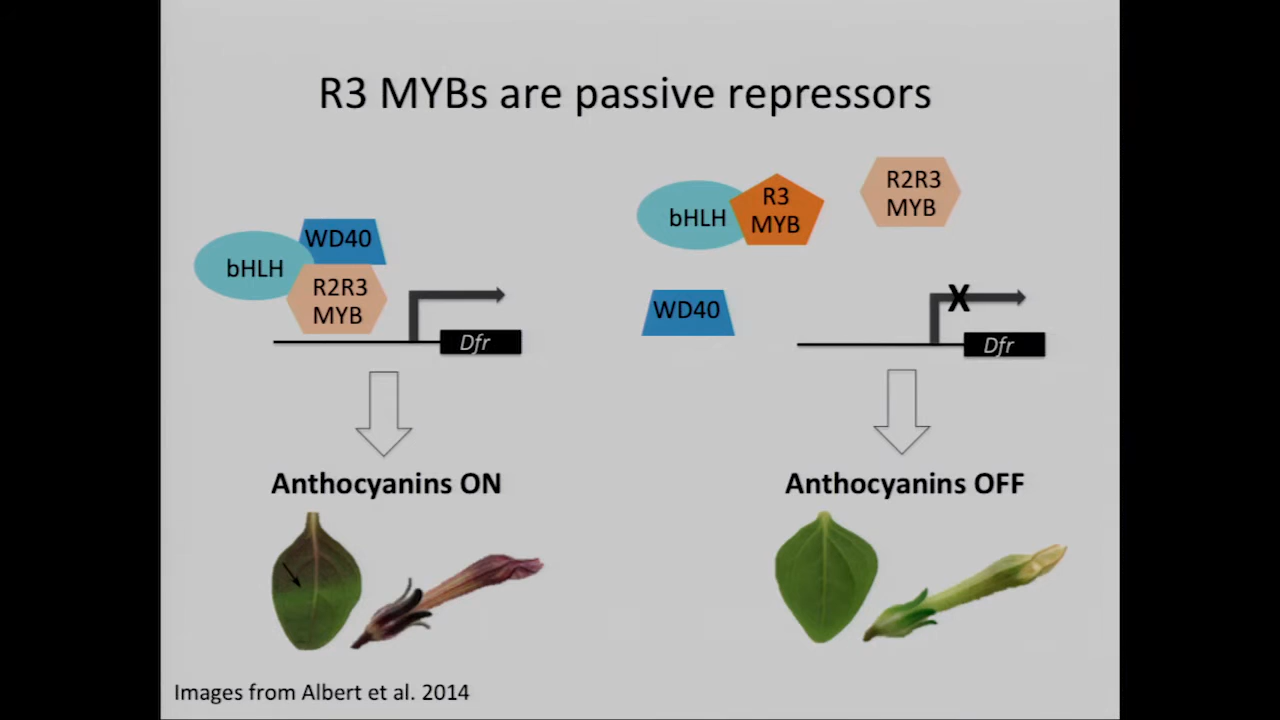 R3 MYBs are passive repressors
bHLH
WD40
R2R3
MYB
Dfr
Anthocyanins ON
bHLH
R3
MYB
R2R3
MYB
WD40
X
Dfr
Anthocyanins OFF
Images from Albert et al. 2014